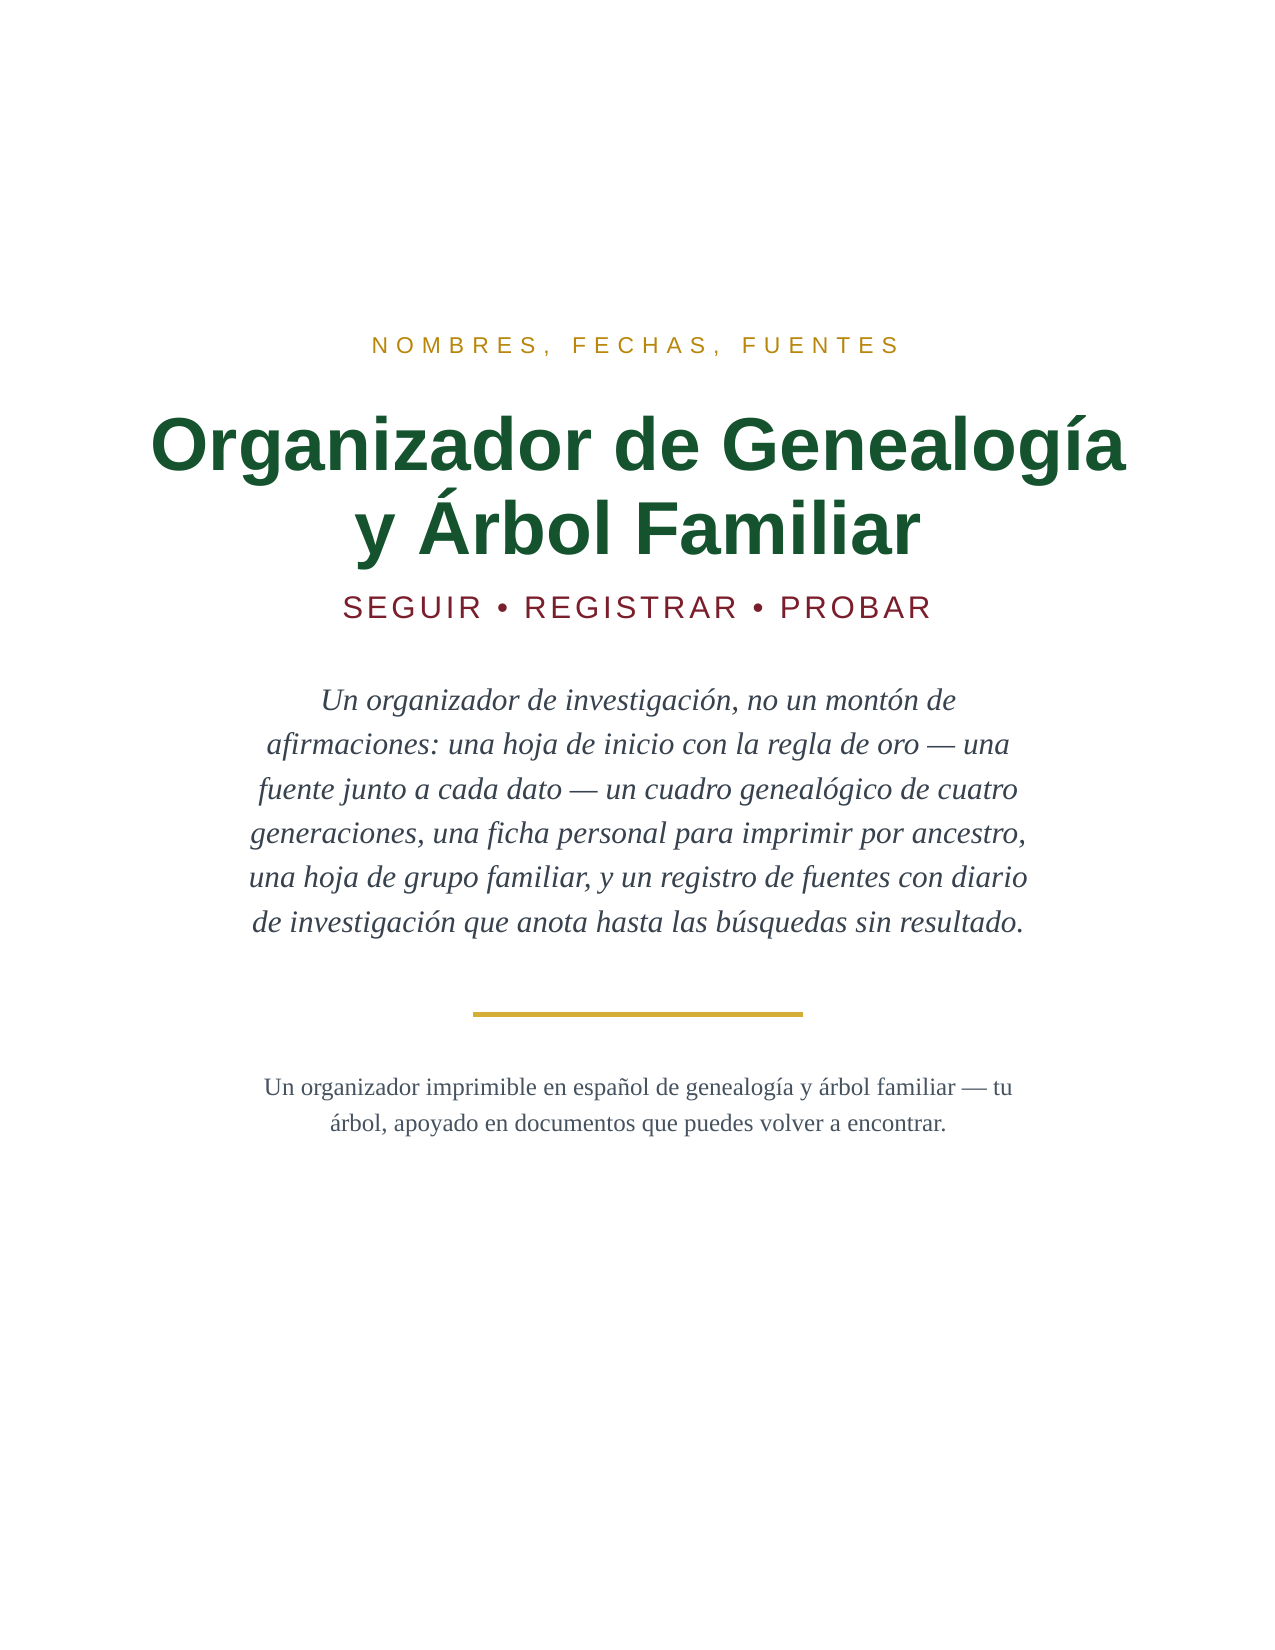 NOMBRES, FECHAS, FUENTES
Organizador de Genealogía
y Árbol Familiar
SEGUIR • REGISTRAR • PROBAR
Un organizador de investigación, no un montón de
afirmaciones: una hoja de inicio con la regla de oro — una
fuente junto a cada dato — un cuadro genealógico de cuatro
generaciones, una ficha personal para imprimir por ancestro,
una hoja de grupo familiar, y un registro de fuentes con diario
de investigación que anota hasta las búsquedas sin resultado.
Un organizador imprimible en español de genealogía y árbol familiar — tu
árbol, apoyado en documentos que puedes volver a encontrar.